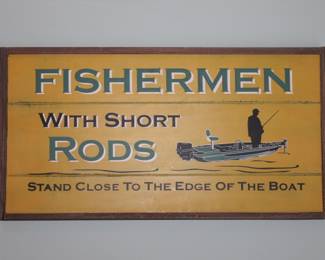 FISHERMEN
WITH SHORT
RODS
STAND CLOSE TO THE EDGE OF THE BOAT